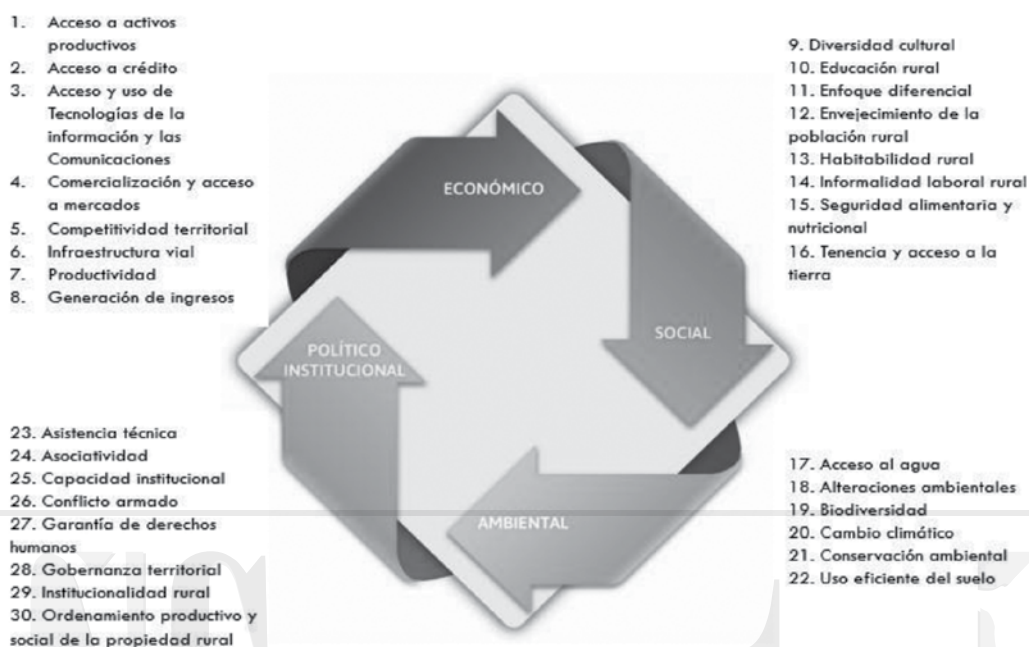 1. Acceso a activos
productivos
2. Acceso a crédito
3. Acceso y uso de
Tecnologías de la
información y las
Comunicaciones
4. Comercialización y acceso
a mercados
5. Competitividad territorial
6. Infraestructura vial
7. Productividad
8. Generación de ingresos
9. Diversidad cultural
10. Educación rural
11. Enfoque diferencial
12. Envejecimiento de la
población rural
13. Habitabilidad rural
14. Informalidad laboral rural
15. Seguridad alimentaria y
nutricional
16. Tenencia y acceso a la
tierra
ECONÓMICO
SOCIAL
POLÍTICO
INSTITUCIONAL
AMBIENTAL
23. Asistencia técnica
24. Asociatividad
25. Capacidad institucional
26. Conflicto armado
27. Garantía de derechos
humanos
28. Gobernanza territorial
29. Institucionalidad rural
30. Ordenamiento productivo y
social de la propiedad rural
17. Acceso al agua
18. Alteraciones ambientales
19. Biodiversidad
20. Cambio climático
21. Conservación ambiental
22. Uso eficiente del suelo